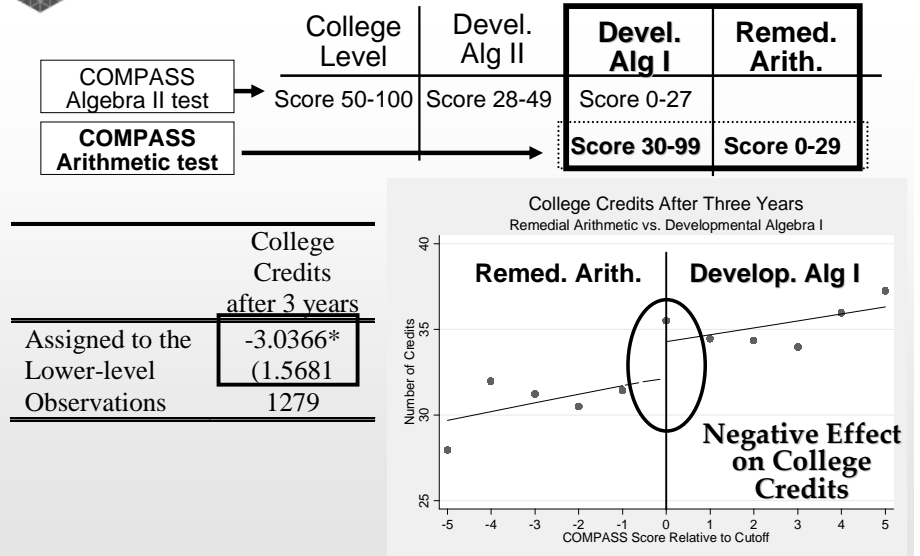 College Level
Devel. Alg II
Devel. Alg I
Remed. Arith.
COMPASS
Algebra II test
Score 50-100
Score 28-49
Score 0-27
COMPASS
Arithmetic test
Score 30-99
Score 0-29
College
Credits
after 3 years
Assigned to the -3.0366*
Lower-level (1.5681
Observations 1279
College Credits After Three Years
Remedial Arithmetic vs. Developmental Algebra I
Remed. Arith.
Develop. Alg I
Number of Credits
40
35
30
25
Negative Effect
on College
Credits
-5 -4 -3 -2 -1 0 1 2 3 4 5
COMPASS Score Relative to Cutoff